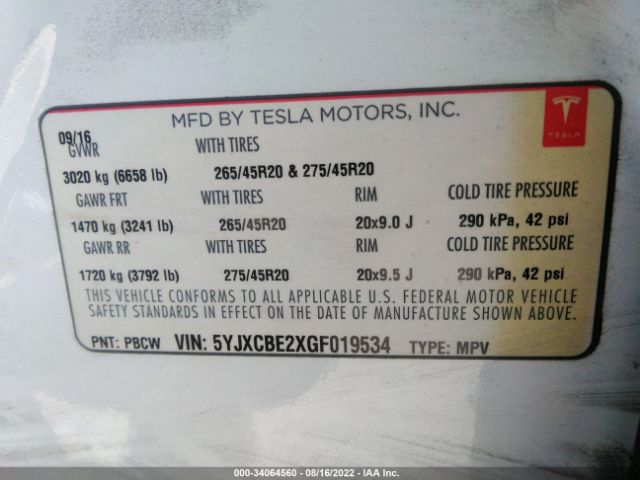 MFD BY TESLA MOTORS, INC.
TESLA
09/16
GVWR WITH TIRES
3020 kg (6658 lb) 265/45R20 & 275/45R20
GAWR FRT WITH TIRES RIM COLD TIRE PRESSURE
1470 kg (3241 lb) 265/45R20 20x9.0 J 290 kPa, 42 psi
GAWR RR WITH TIRES RIM COLD TIRE PRESSURE
1720 kg (3792 lb) 275/45R20 20x9.5 J 290 kPa, 42 psi
THIS VEHICLE CONFORMS TO ALL APPLICABLE U.S. FEDERAL MOTOR VEHICLE
SAFETY STANDARDS IN EFFECT ON THE DATE OF MANUFACTURE SHOWN ABOVE.
PNT: PBCW VIN: 5YJXCBE2XGF019534 TYPE: MPV
000-34064560 - 08/16/2022 - IAA Inc.